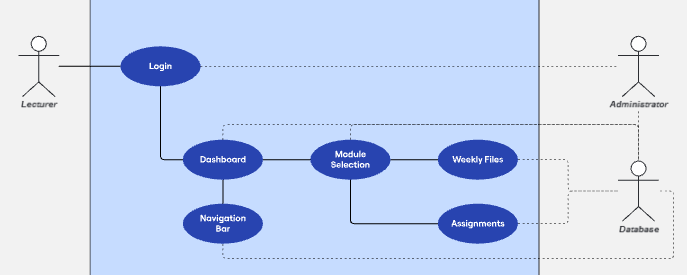 Login
Lecturer
Administrator
Dashboard
Module
Selection
Weekly Files
Navigation
Bar
Assignments
Database